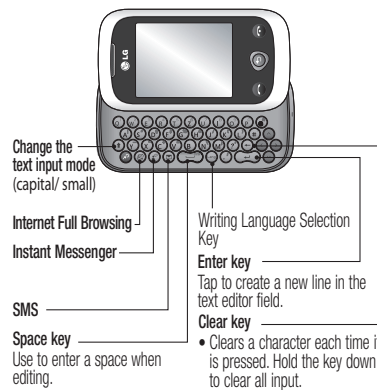 LG
Change the
text input mode
(capital/ small)
Internet Full Browsing
Instant Messenger
SMS
Space key
Use to enter a space when
editing.
Writing Language Selection
Key
Enter key
Tap to create a new line in the
text editor field.
Clear key
• Clears a character each time
is pressed. Hold the key down
to clear all input.